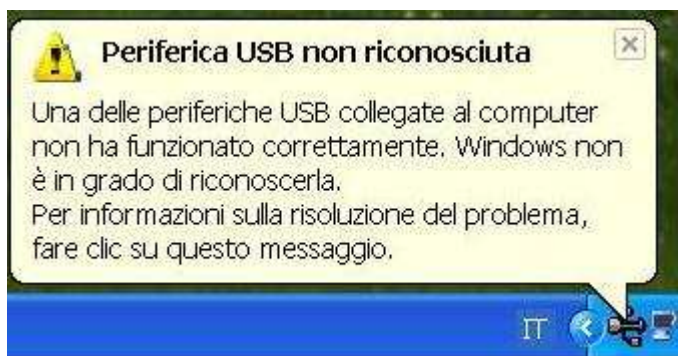 Periferica USB non riconosciuta
Una delle periferiche USB collegate al computer
non ha funzionato correttamente. Windows non
è in grado di riconoscerla.
Per informazioni sulla risoluzione del problema,
fare clic su questo messaggio.
IT